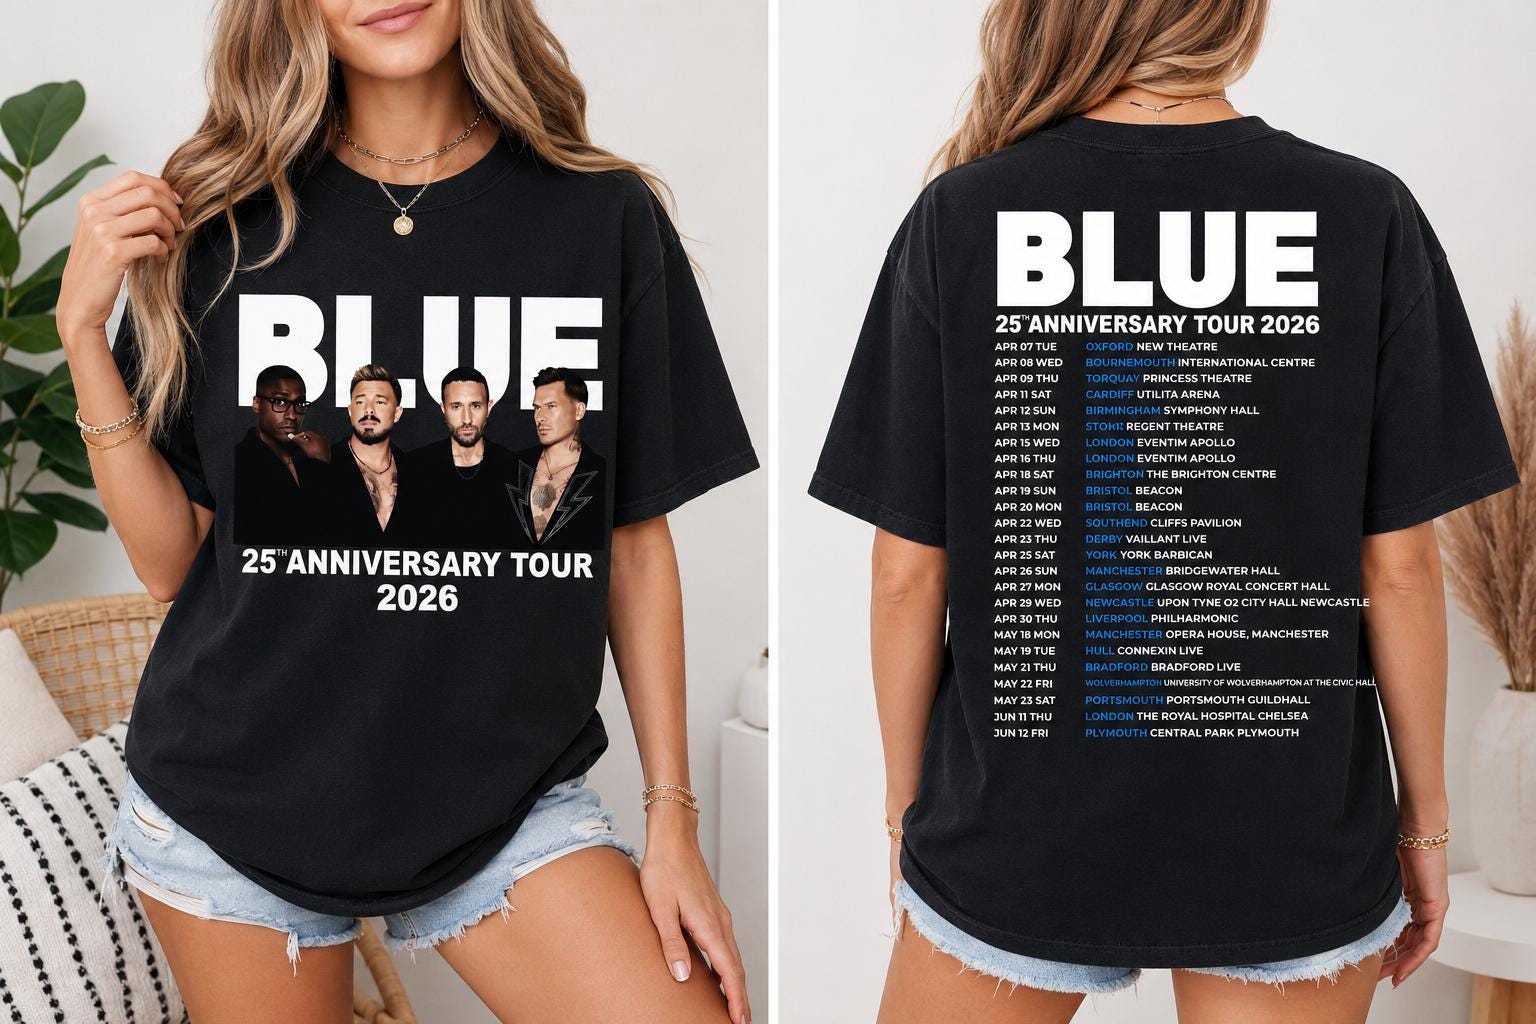 BLUE
25TH ANNIVERSARY TOUR
2026
BLUE
25TH ANNIVERSARY TOUR 2026
APR 07 TUE OXFORD NEW THEATRE
APR 08 WED BOURNEMOUTH INTERNATIONAL CENTRE
APR 09 THU TORQUAY PRINCESS THEATRE
APR 11 SAT CARDIFF UTILITA ARENA
APR 12 SUN BIRMINGHAM SYMPHONY HALL
APR 13 MON REGENT THEATRE
APR 15 WED LONDON EVENTIM APOLLO
APR 16 THU LONDON EVENTIM APOLLO
APR 18 SAT BRIGHTON THE BRIGHTON CENTRE
APR 19 SUN BRISTOL BEACON
APR 20 MON BRISTOL BEACON
APR 22 WED SOUTHEND CLIFFS PAVILION
APR 23 THU DERBY VAILLANT LIVE
APR 25 SAT YORK YORK BARBICAN
APR 26 SUN MANCHESTER BRIDGEWATER HALL
APR 27 MON GLASGOW GLASGOW ROYAL CONCERT HALL
APR 29 WED NEWCASTLE UPON TYNE O2 CITY HALL NEWCASTLE
APR 30 THU LIVERPOOL PHILHARMONIC
MAY 18 MON MANCHESTER OPERA HOUSE, MANCHESTER
MAY 19 TUE HULL CONNEXIN LIVE
MAY 21 THU BRADFORD BRADFORD LIVE
MAY 22 FRI WOLVERHAMPTON UNIVERSITY OF WOLVERHAMPTON AT THE CIVIC HALL
MAY 23 SAT PORTSMOUTH PORTSMOUTH GUILDHALL
JUN 11 THU LONDON THE ROYAL HOSPITAL CHELSEA
JUN 12 FRI PLYMOUTH CENTRAL PARK PLYMOUTH